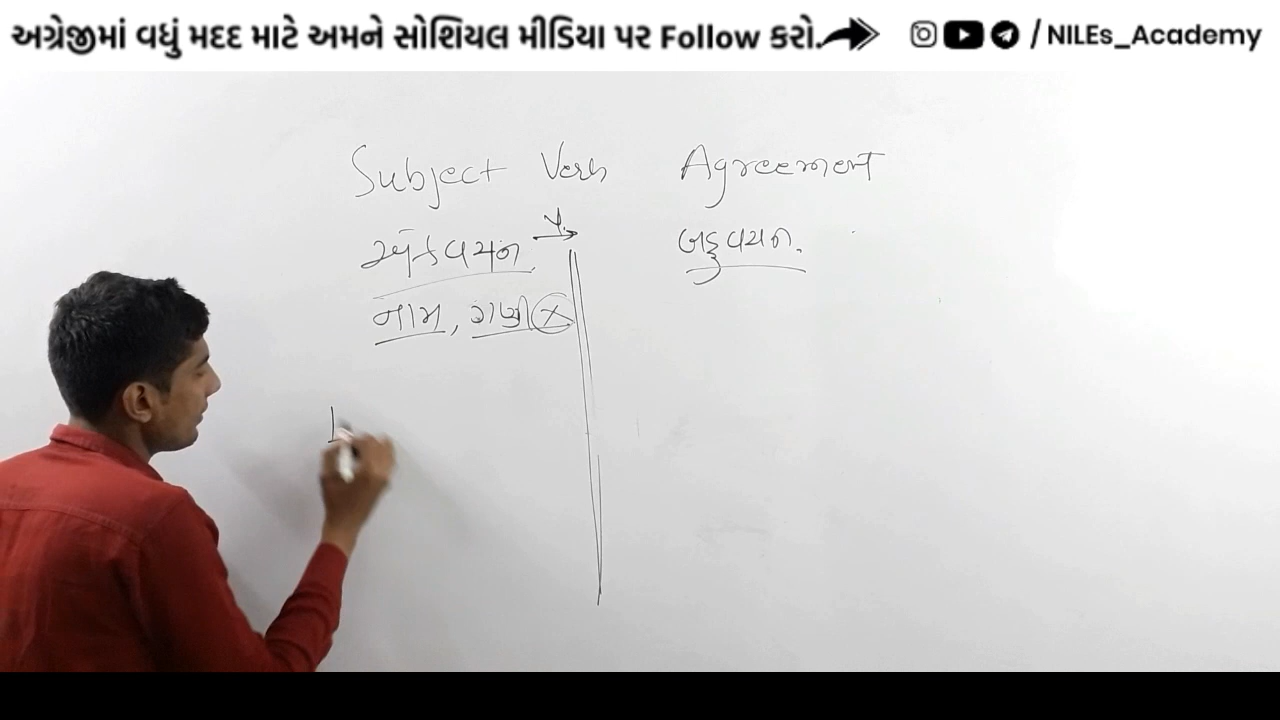 અંગ્રેજીમાં વધું મદદ માટે અમને સોશિયલ મીડિયા પર Follow કરો. / NILEs_Academy
Subject Verb Agreement
એકવચન બહુવચન.
નામ, ગણી